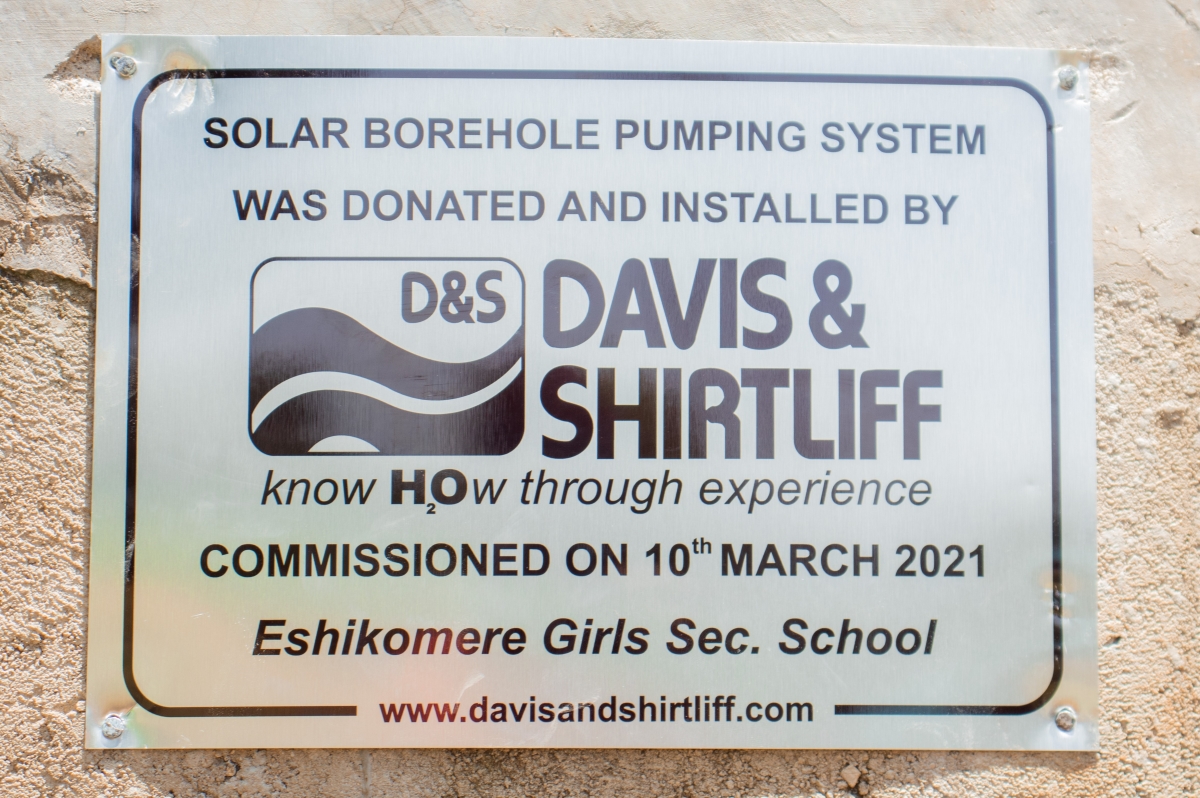 SOLAR BOREHOLE PUMPING SYSTEM
WAS DONATED AND INSTALLED BY
D&S
DAVIS &
SHIRTLIFF
know H₂Ow through experience
COMMISSIONED ON 10th MARCH 2021
Eshikomere Girls Sec. School
www.davisandshirtliff.com